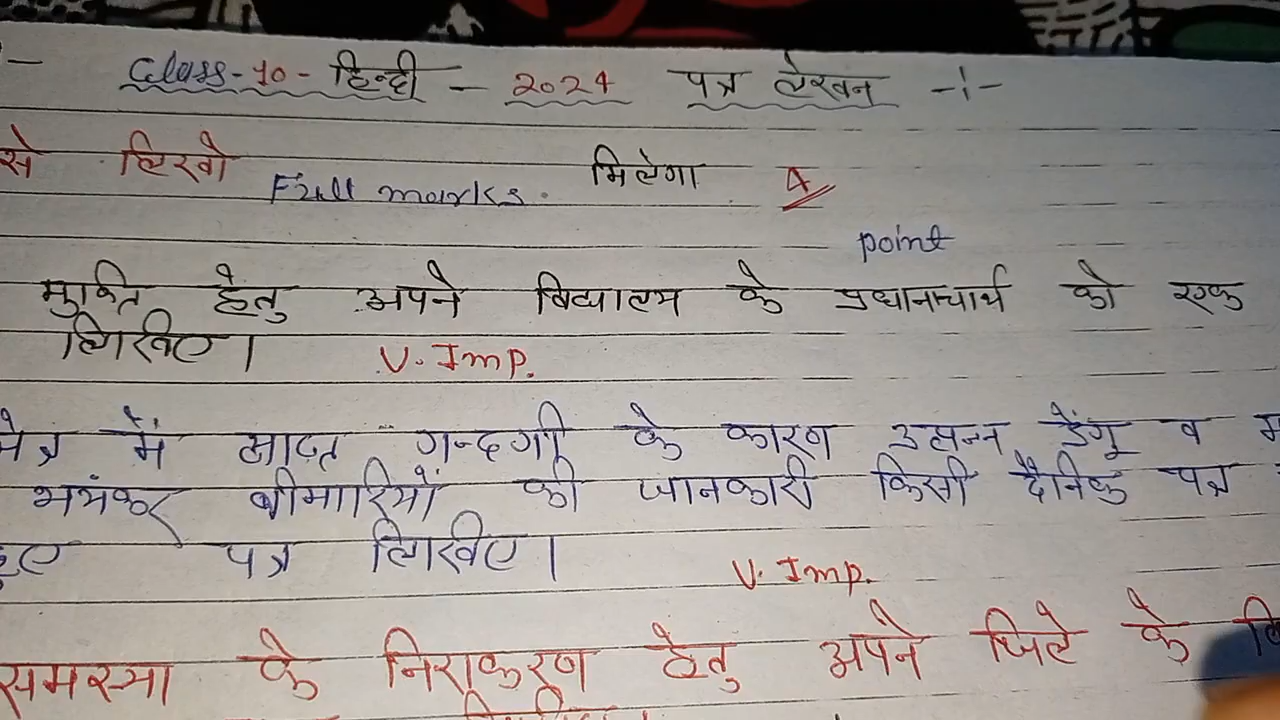 Class-10-हिन्दी - 2024 पत्र लेखन -:-
से लिखो Full marks. मिलेगा 4
point
मुक्ति हेतु अपने विद्यालय के प्रधानाचार्य को एक
लिखिए। V. Imp.
में व्याप्त गन्दगी के कारण उत्पन्न डेंगू व
भयंकर बीमारियों की जानकारी किसी दैनिक पत्र
हुए पत्र लिखिए।
V. Imp.
समस्या के निराकरण हेतु अपने जिले के